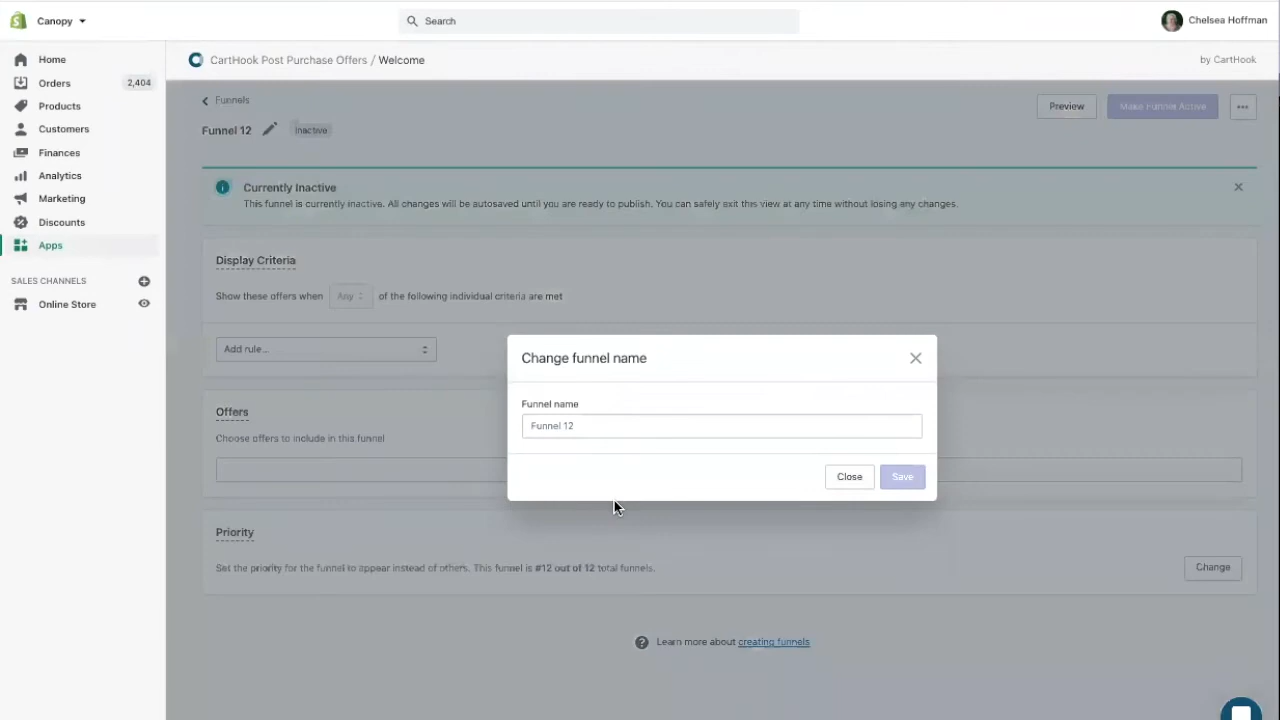 Canopy
Search
Chelsea Hoffman
Home
Orders 2,404
Products
Customers
Finances
Analytics
Marketing
Discounts
Apps
SALES CHANNELS
Online Store
CartHook Post Purchase Offers / Welcome
by CartHook
Funnels
Funnel 12 Inactive
Preview Make Funnel Active
Currently Inactive
This funnel is currently inactive. All changes will be autosaved until you are ready to publish. You can safely exit this view at any time without losing any changes.
Display Criteria
Show these offers when Any of the following individual criteria are met
Add rule...
Change funnel name
Funnel name
Funnel 12
Close Save
Offers
Choose offers to include in this funnel
Priority
Set the priority for the funnel to appear instead of others. This funnel is #12 out of 12 total funnels.
Change
Learn more about creating funnels